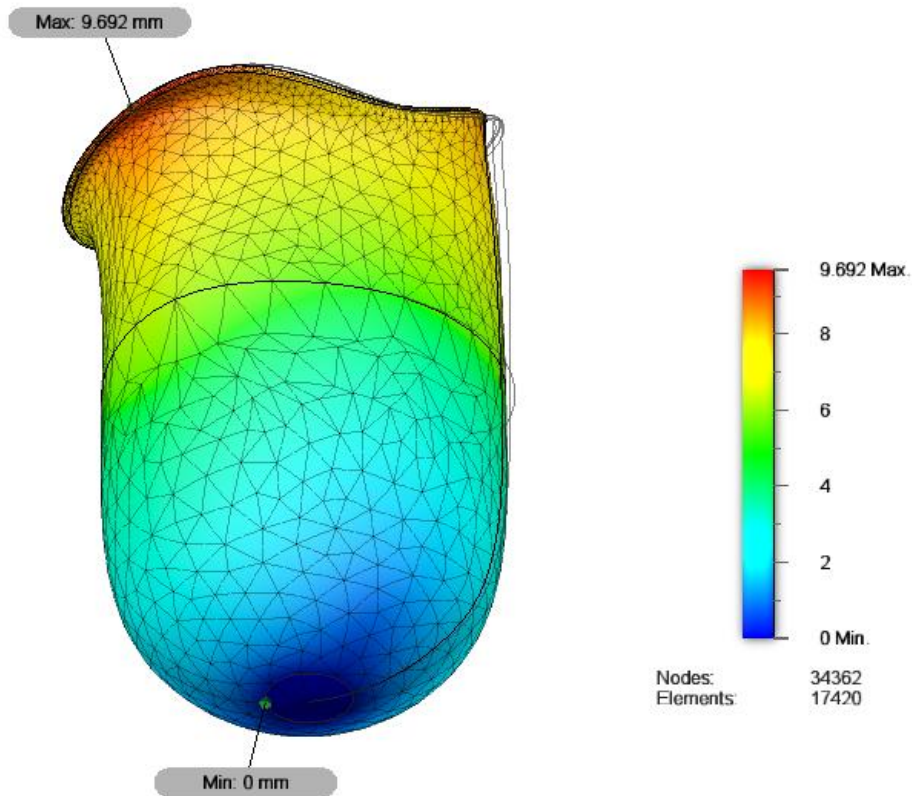 Max: 9.692 mm
9.692 Max.
8
6
4
2
0 Min.
Nodes: 34362
Elements: 17420
Min: 0 mm